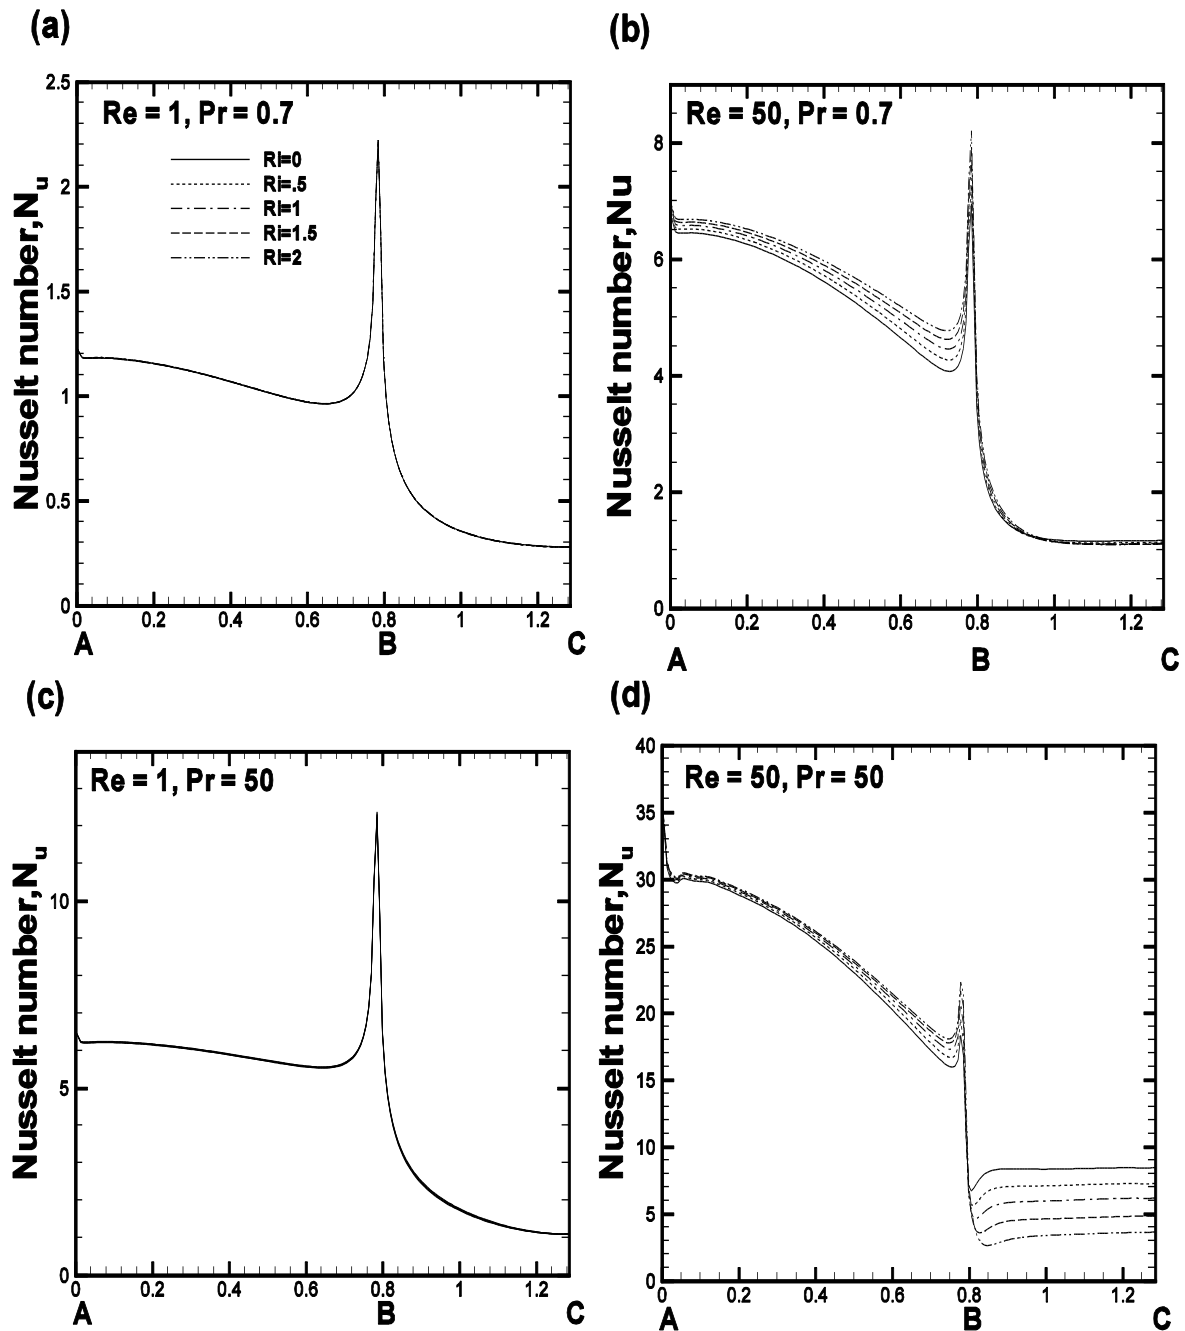 (a)
2.5
Re = 1, Pr = 0.7
Ri=0
Ri=.5
Ri=1
Ri=1.5
Ri=2
2
1.5
1
0.5
0
Nusselt number,Nu
0 0.2 0.4 0.6 0.8 1 1.2
A B C
(b)
Re = 50, Pr = 0.7
8
6
4
2
0
Nusselt number,Nu
0 0.2 0.4 0.6 0.8 1 1.2
A B C
(c)
Re = 1, Pr = 50
10
5
0
Nusselt number,Nu
0 0.2 0.4 0.6 0.8 1 1.2
A B C
(d)
40
Re = 50, Pr = 50
35
30
25
20
15
10
5
0
Nusselt number,Nu
0 0.2 0.4 0.6 0.8 1 1.2
A B C